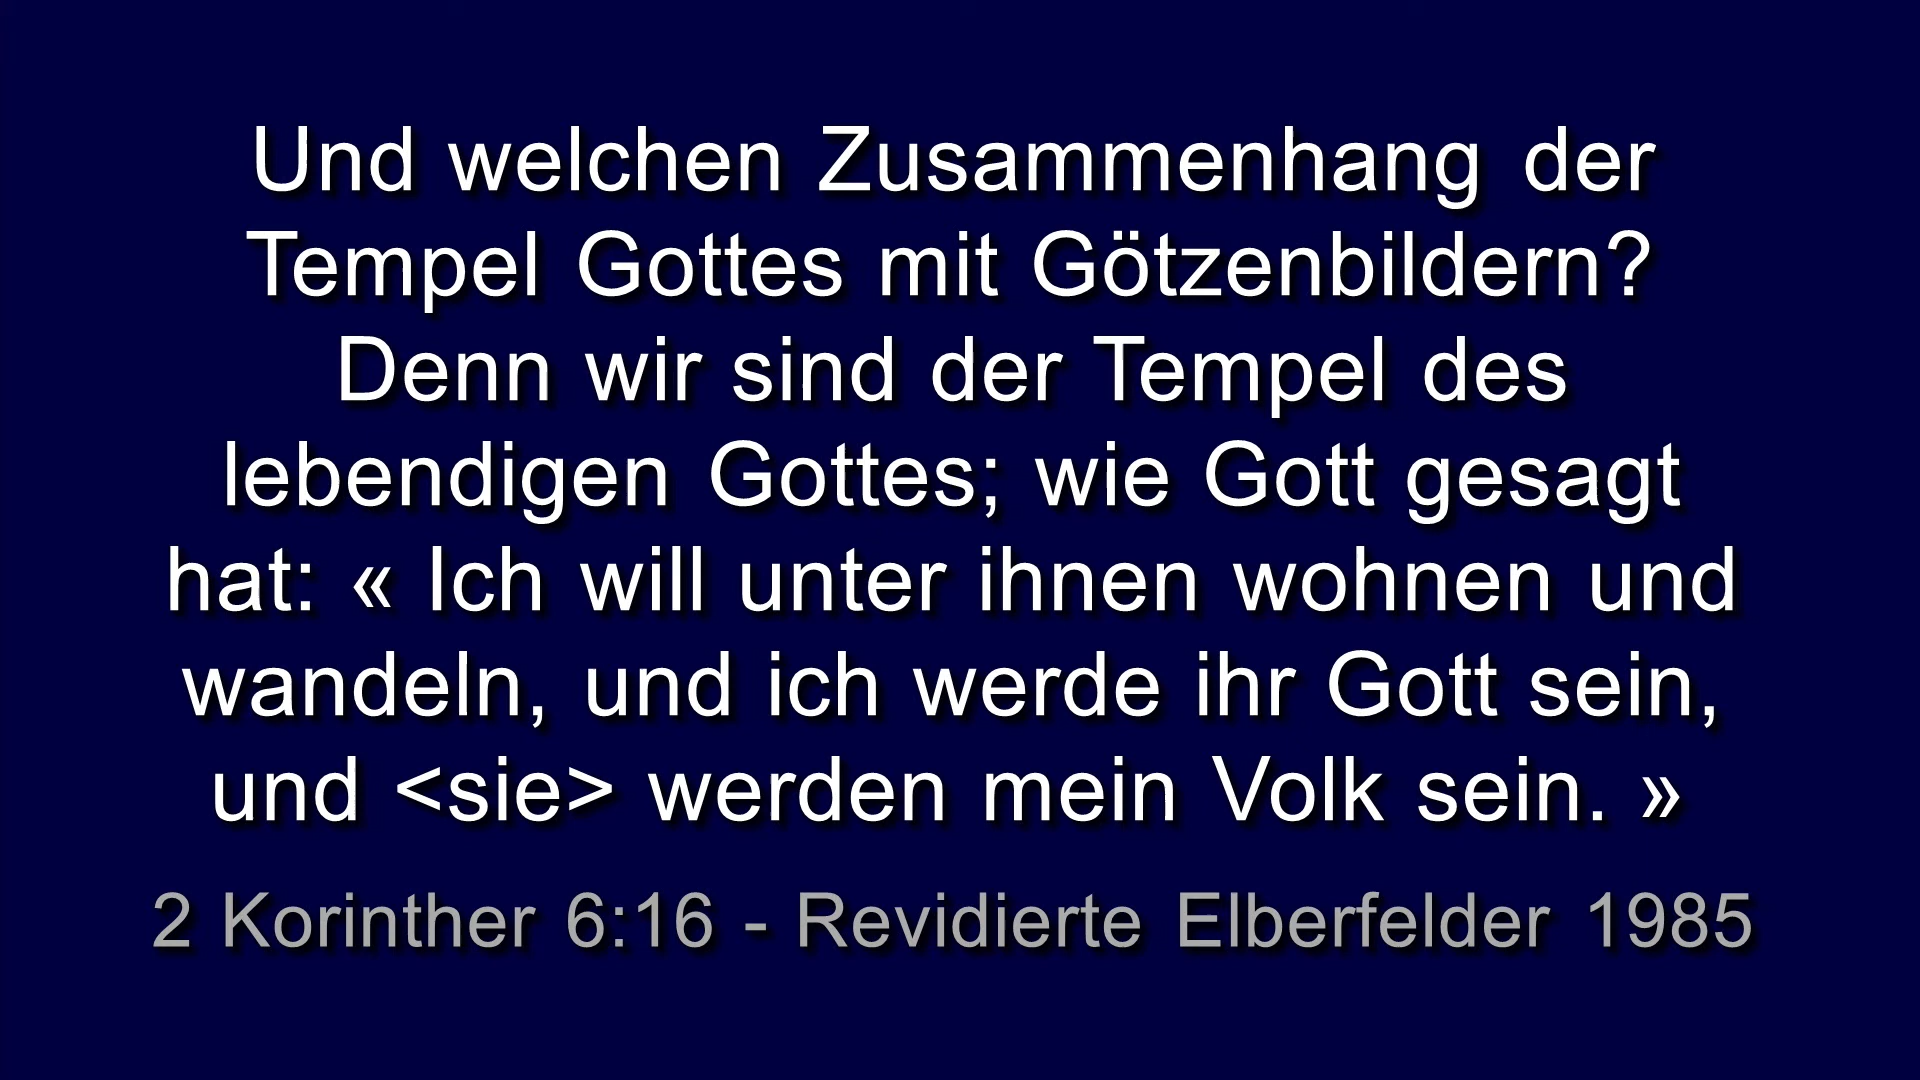 Und welchen Zusammenhang der
Tempel Gottes mit Götzenbildern?
Denn wir sind der Tempel des
lebendigen Gottes; wie Gott gesagt
hat: « Ich will unter ihnen wohnen und
wandeln, und ich werde ihr Gott sein,
und <sie> werden mein Volk sein. »
2 Korinther 6:16 - Revidierte Elberfelder 1985